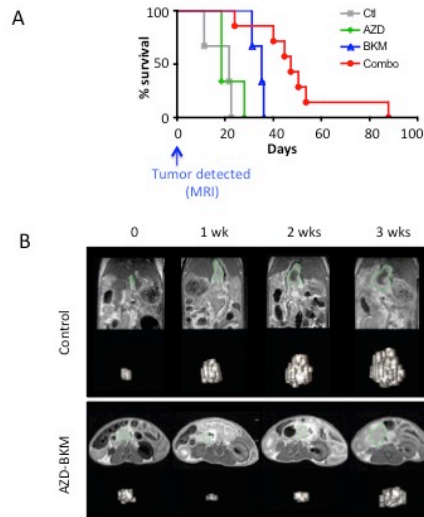 A
% survival
100
50
0
0
20
40
60
80
100
Days
Ctl
AZD
BKM
Combo
Tumor detected
(MRI)
B
0
1 wk
2 wks
3 wks
Control
AZD-BKM